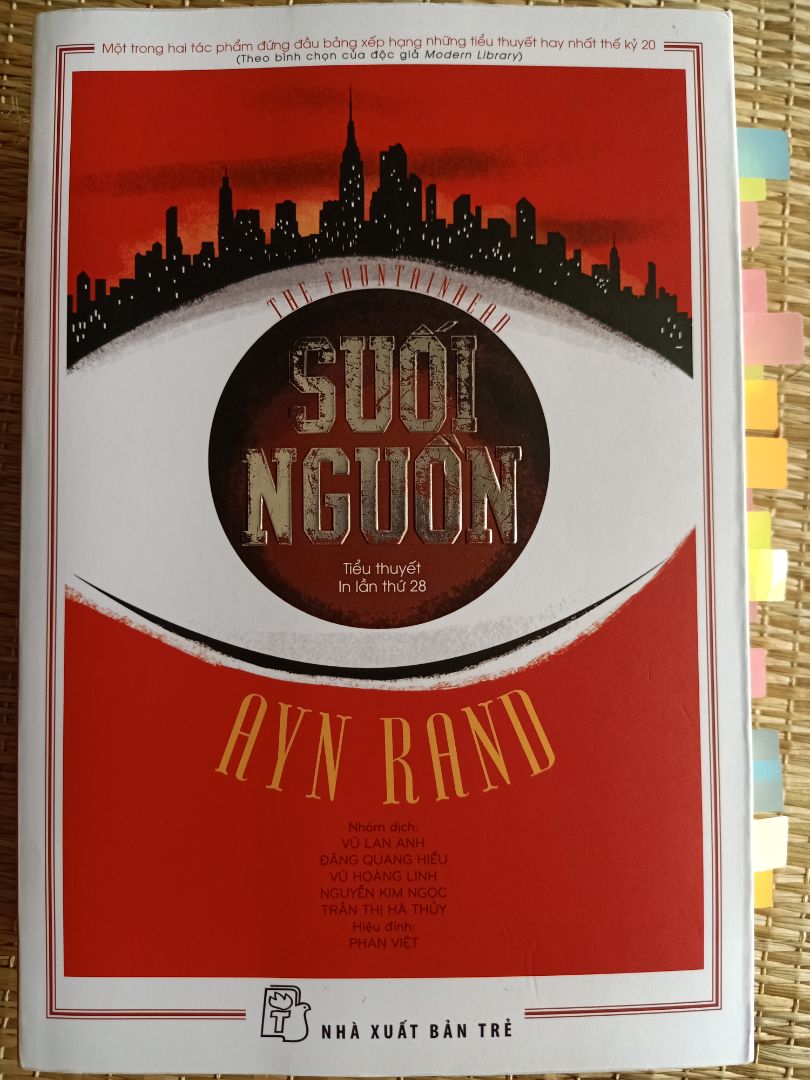 Một trong hai tác phẩm đứng đầu bảng xếp hạng những tiểu thuyết hay nhất thế kỷ 20
(Theo bình chọn của độc giả Modern Library)
THE FOUNTAINHEAD
SUỐI
NGUỒN
Tiểu thuyết
In lần thứ 28
AYN RAND
Nhóm dịch:
VŨ LAN ANH
ĐẶNG QUANG HIẾU
VŨ HOÀNG LINH
NGUYỄN KIM NGỌC
TRẦN THỊ HÀ THỦY
Hiệu đính:
PHAN VIỆT
T
NHÀ XUẤT BẢN TRẺ